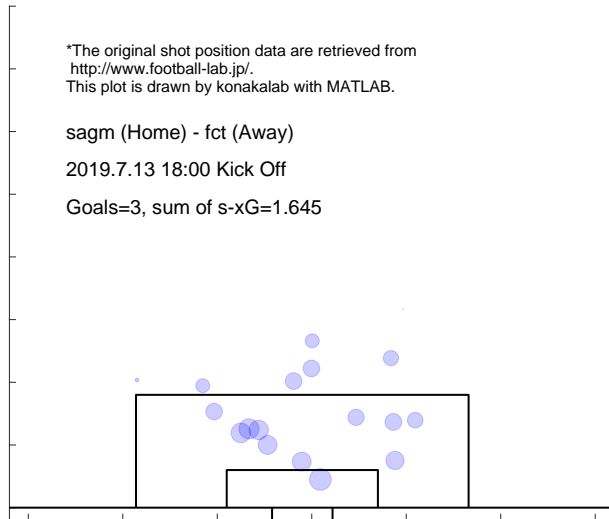 *The original shot position data are retrieved from
http://www.football-lab.jp/.
This plot is drawn by konakalab with MATLAB.
sagm (Home) - fct (Away)
2019.7.13 18:00 Kick Off
Goals=3, sum of s-xG=1.645